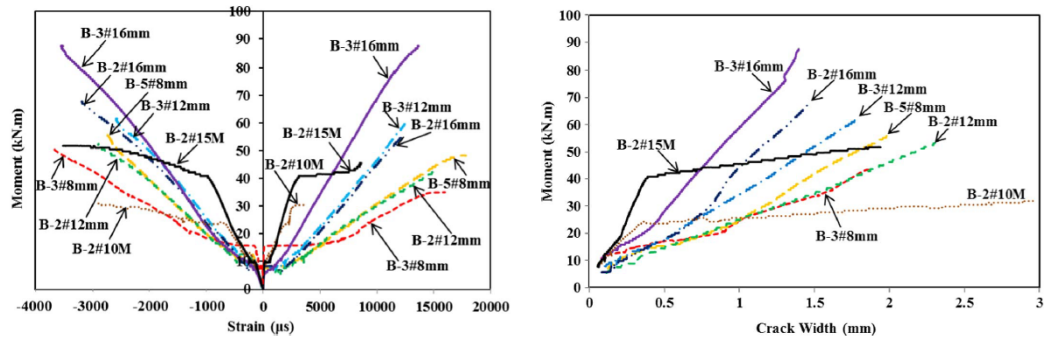 100
90
80
70
60
50
40
30
20
10
0
-4000 -3000 -2000 -1000 0 5000 10000 15000 20000
Moment (kN.m)
Strain (µs)
B-3#16mm
B-2#16mm
B-5#8mm
B-3#12mm
B-2#15M
B-3#8mm
B-2#12mm
B-2#10M
B-3#16mm
B-3#12mm
B-2#16mm
B-2#15M
B-2#10M
B-5#8mm
B-2#12mm
B-3#8mm
100
90
80
70
60
50
40
30
20
10
0
0 0.5 1 1.5 2 2.5 3
Moment (kN.m)
Crack Width (mm)
B-3#16mm
B-2#16mm
B-3#12mm
B-5#8mm
B-2#12mm
B-2#15M
B-2#10M
B-3#8mm